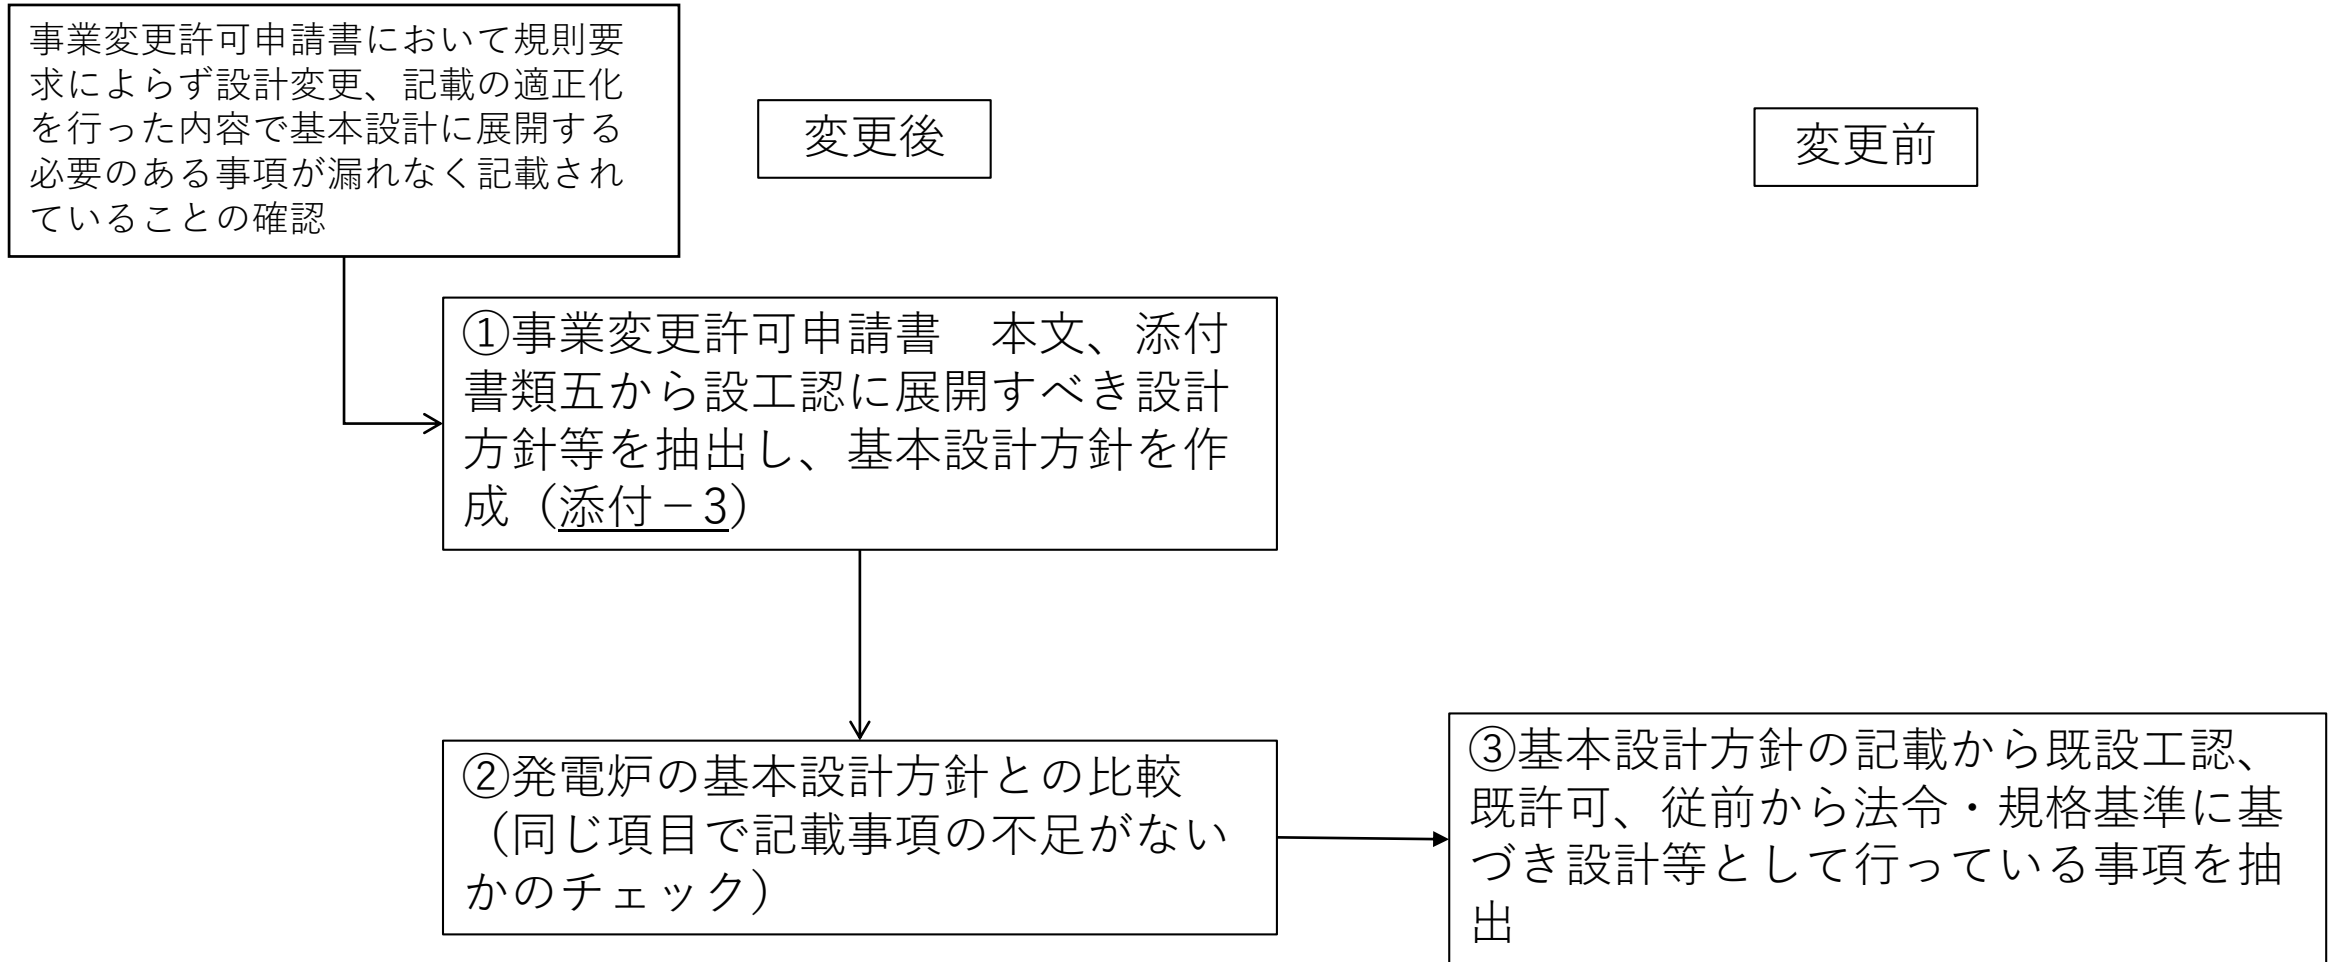 事業変更許可申請書において規則要
求によらず設計変更、記載の適正化
を行った内容で基本設計に展開する
必要のある事項が漏れなく記載され
ていることの確認
変更後
変更前
①事業変更許可申請書　本文、添付
書類五から設工認に展開すべき設計
方針等を抽出し、基本設計方針を作
成（添付－3）
②発電炉の基本設計方針との比較
（同じ項目で記載事項の不足がない
かのチェック）
③基本設計方針の記載から既設工認、
既許可、従前から法令・規格基準に基
づき設計等として行っている事項を抽
出